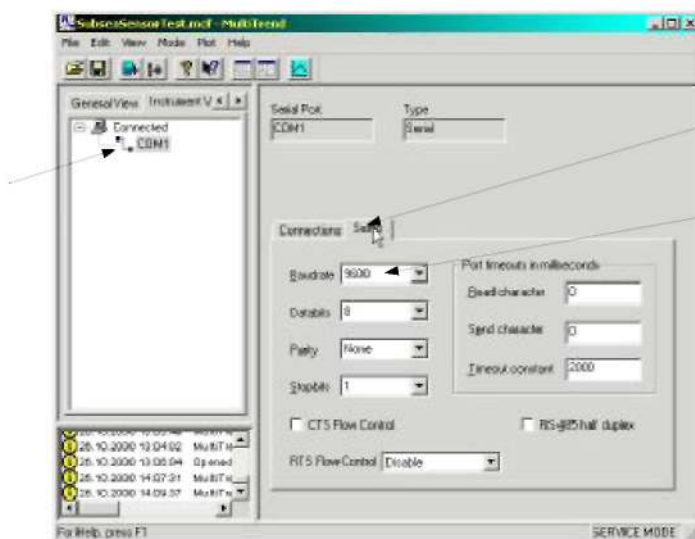 SubseaSensorTest.mcf - MultiTrend
File Edit View Mode Plot Help
General View Instrument V
Connected
COM1
Serial Port
COM1
Type
Serial
Connections
Baudrate 9600
Databits 8
Parity None
Stopbits 1
Port timeouts in milliseconds
Read character 0
Send character 0
Timeout constant 2000
CTS Flow Control
RS-485 half duplex
RTS Flow Control Disable
26.10.2000 13:04:02 MultiTre
26.10.2000 13:06:04 Opened
26.10.2000 14:07:31 MultiTre
26.10.2000 14:09:37 MultiTre
For Help, press F1
SERVICE MODE